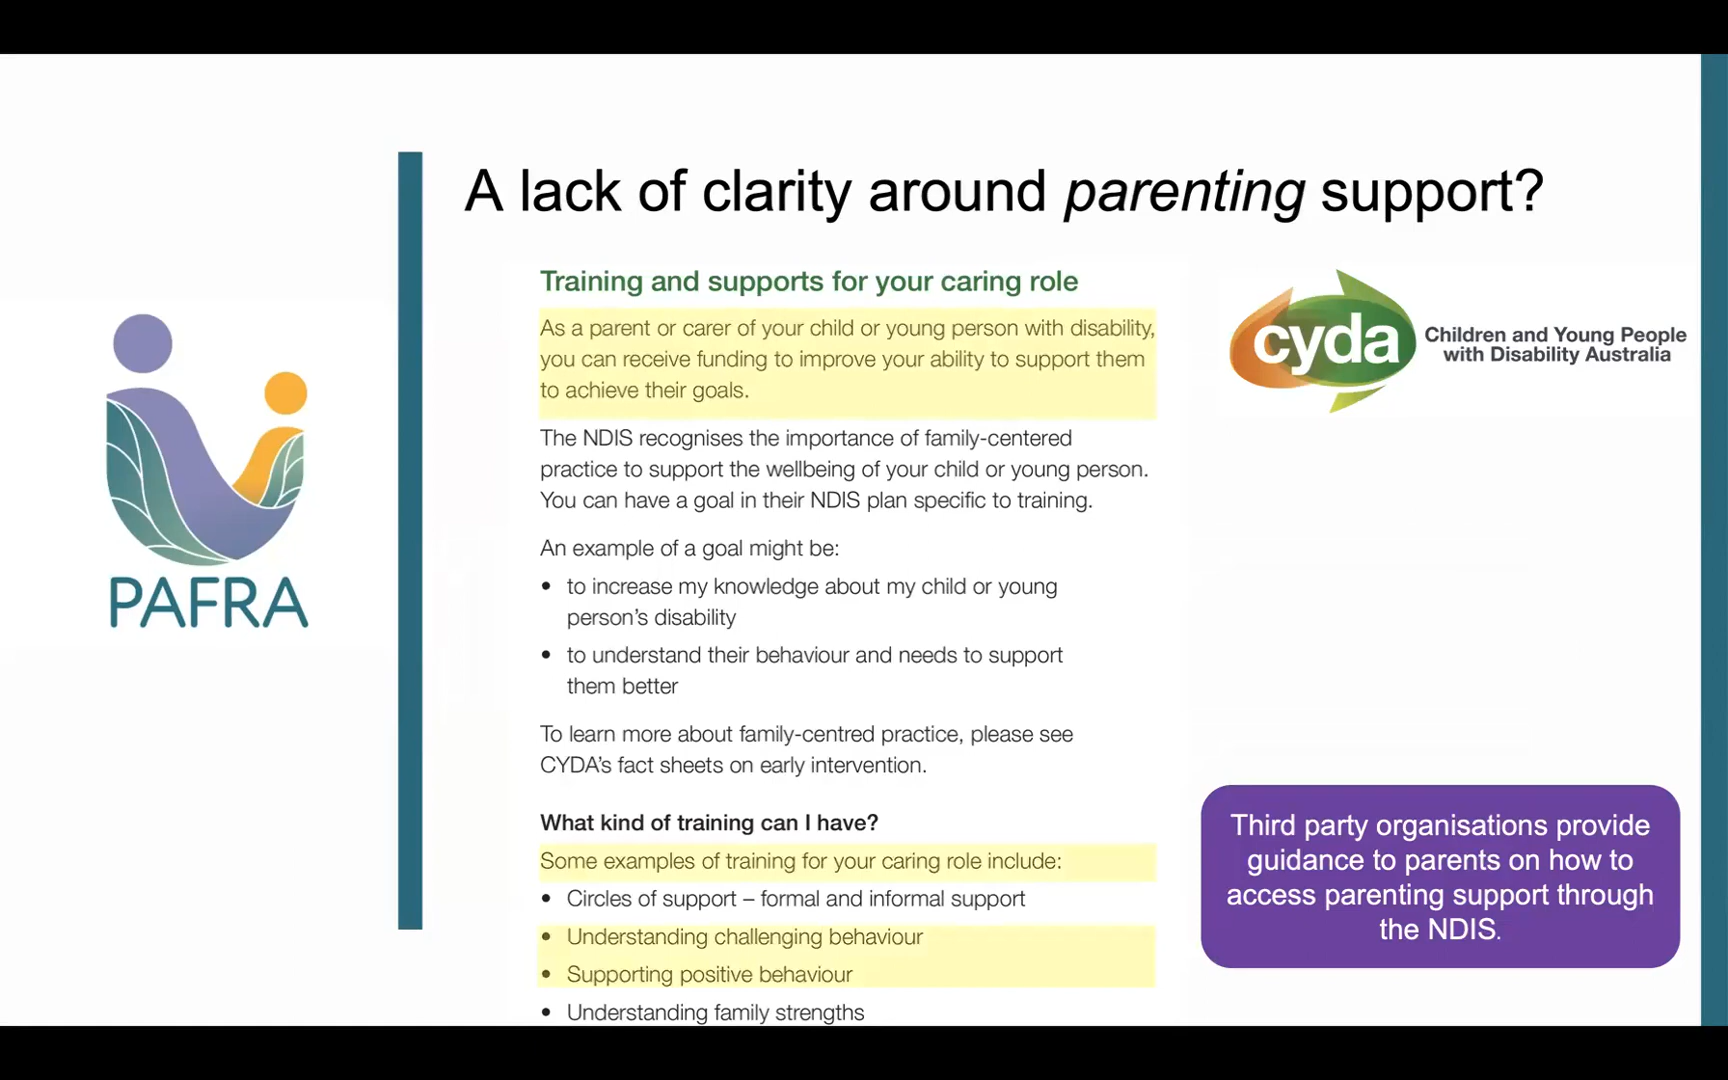 A lack of clarity around parenting support?
PAFRA
Training and supports for your caring role
As a parent or carer of your child or young person with disability,
you can receive funding to improve your ability to support them
to achieve their goals.
The NDIS recognises the importance of family-centered
practice to support the wellbeing of your child or young person.
You can have a goal in their NDIS plan specific to training.
An example of a goal might be:
• to increase my knowledge about my child or young
person's disability
• to understand their behaviour and needs to support
them better
To learn more about family-centred practice, please see
CYDA's fact sheets on early intervention.
What kind of training can I have?
Some examples of training for your caring role include:
• Circles of support – formal and informal support
• Understanding challenging behaviour
• Supporting positive behaviour
• Understanding family strengths
cyda
Children and Young People
with Disability Australia
Third party organisations provide
guidance to parents on how to
access parenting support through
the NDIS.